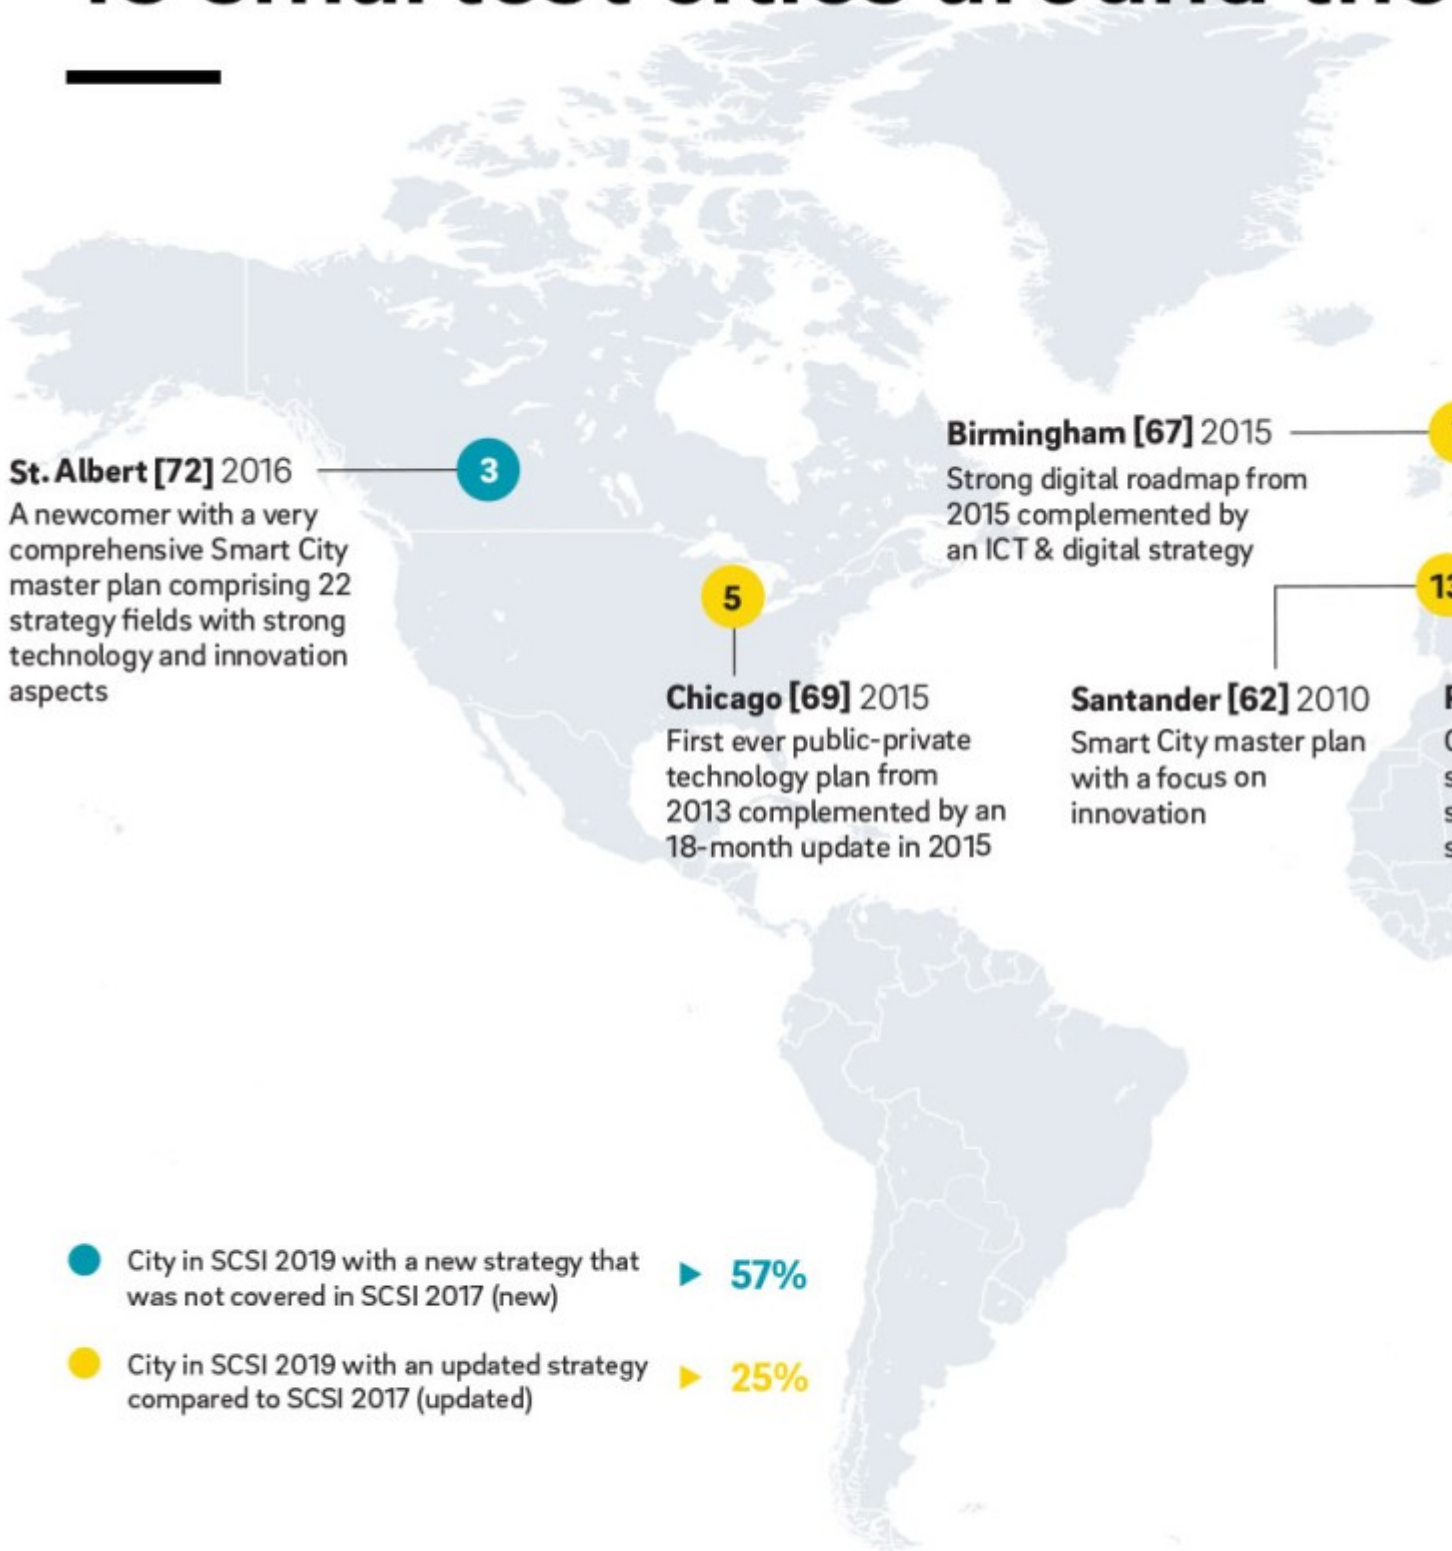 smartest cities around the
St. Albert [72] 2016
A newcomer with a very
comprehensive Smart City
master plan comprising 22
strategy fields with strong
technology and innovation
aspects
3
5
Chicago [69] 2015
First ever public-private
technology plan from
2013 complemented by an
18-month update in 2015
Birmingham [67] 2015
Strong digital roadmap from
2015 complemented by
an ICT & digital strategy
13
Santander [62] 2010
Smart City master plan
with a focus on
innovation
City in SCSI 2019 with a new strategy that
was not covered in SCSI 2017 (new)
57%
City in SCSI 2019 with an updated strategy
compared to SCSI 2017 (updated)
25%